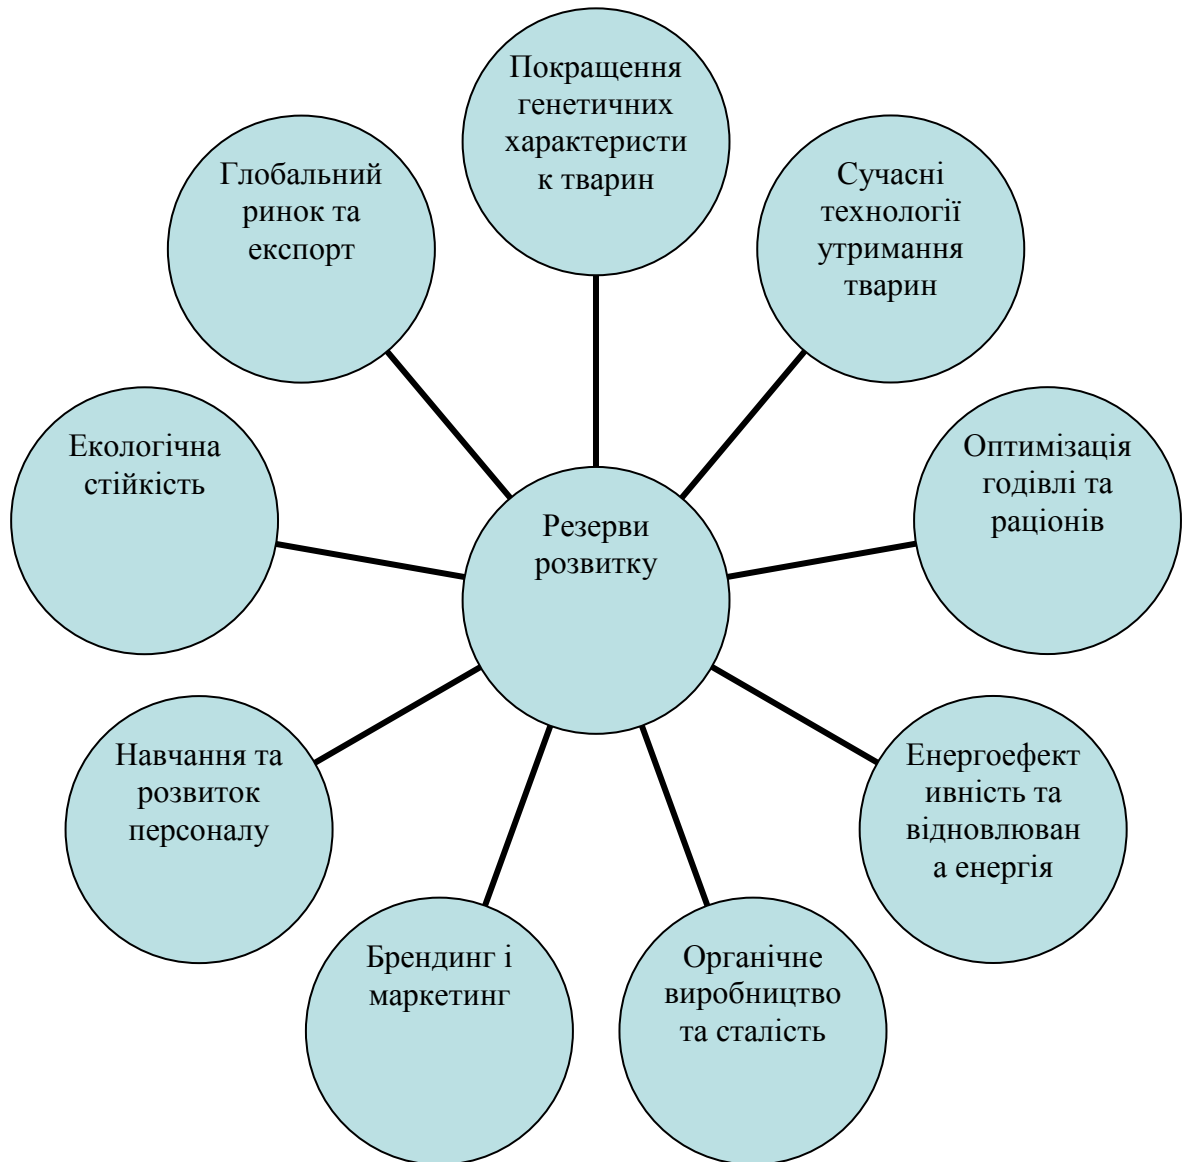 Покращення
генетичних
характеристи
к тварин
Сучасні
технології
утримання
тварин
Оптимізація
годівлі та
раціонів
Енергоефект
ивність та
відновлюван
а енергія
Органічне
виробництво
та сталість
Брендинг і
маркетинг
Навчання та
розвиток
персоналу
Екологічна
стійкість
Глобальний
ринок та
експорт
Резерви
розвитку